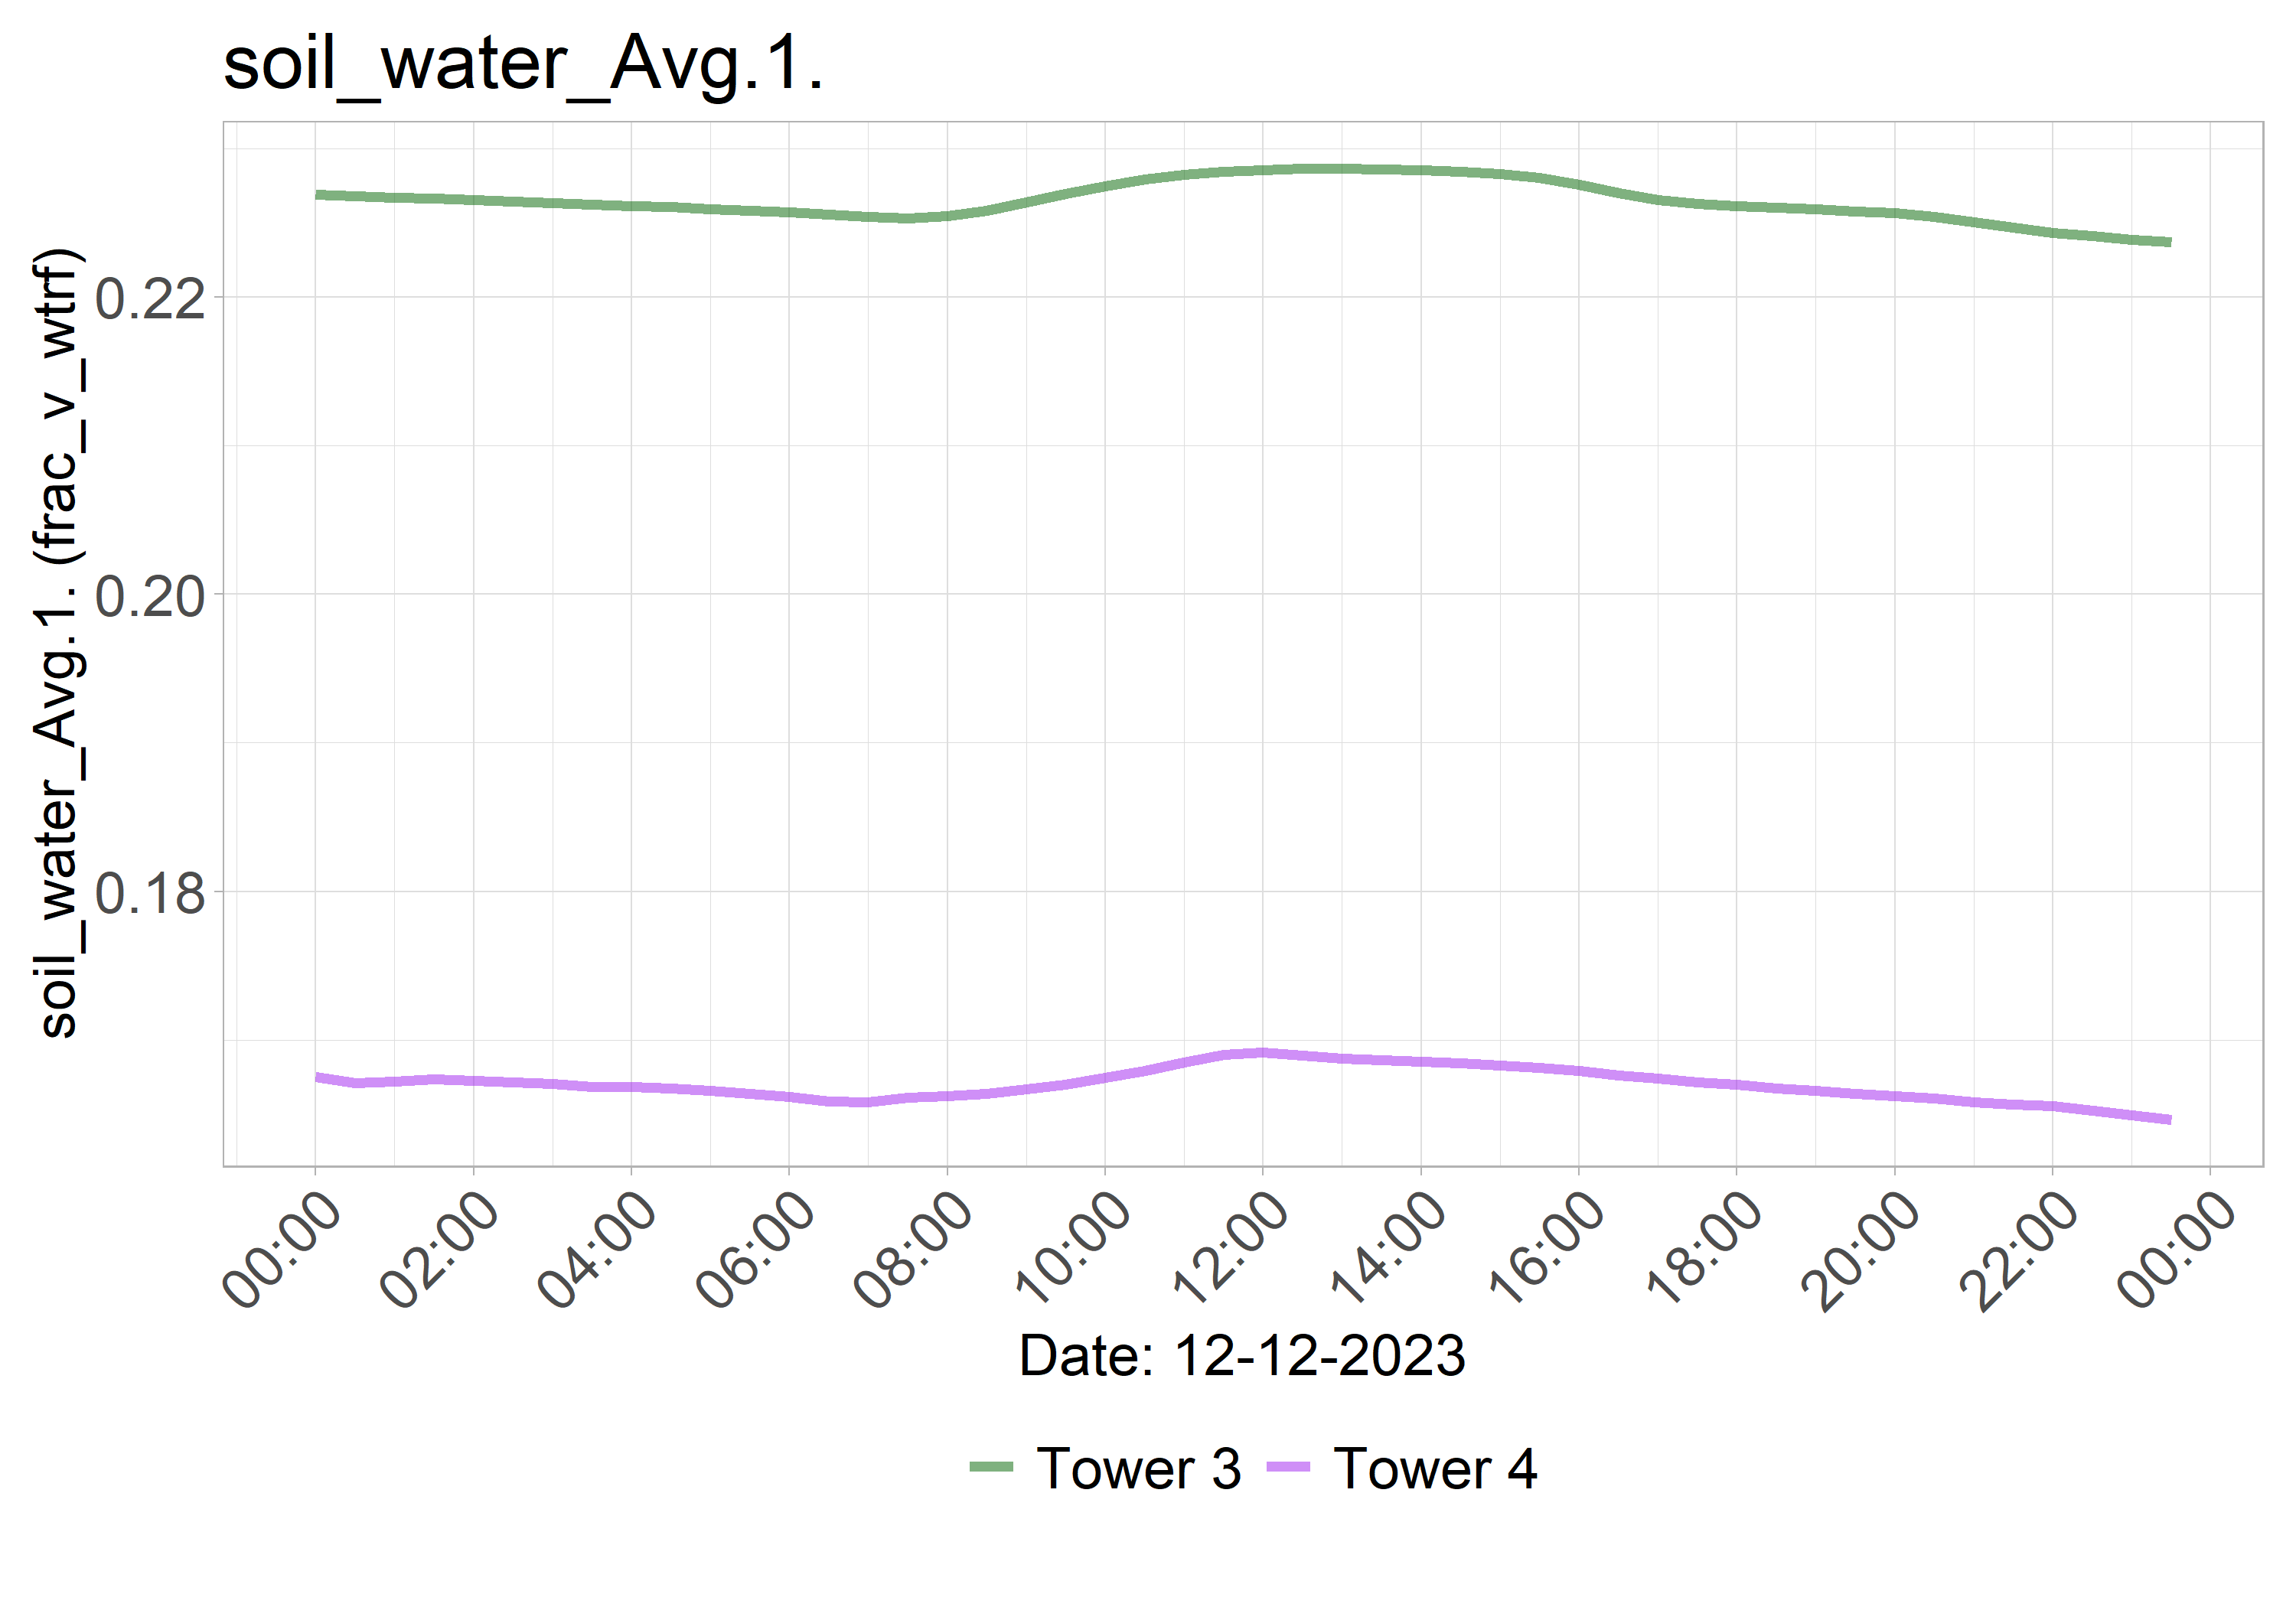 soil_water_Avg.1.
soil_water_Avg.1. (frac_v_wtrf)
0.22
0.20
0.18
00:00 02:00 04:00 06:00 08:00 10:00 12:00 14:00 16:00 18:00 20:00 22:00 00:00
Date: 12-12-2023
Tower 3 Tower 4